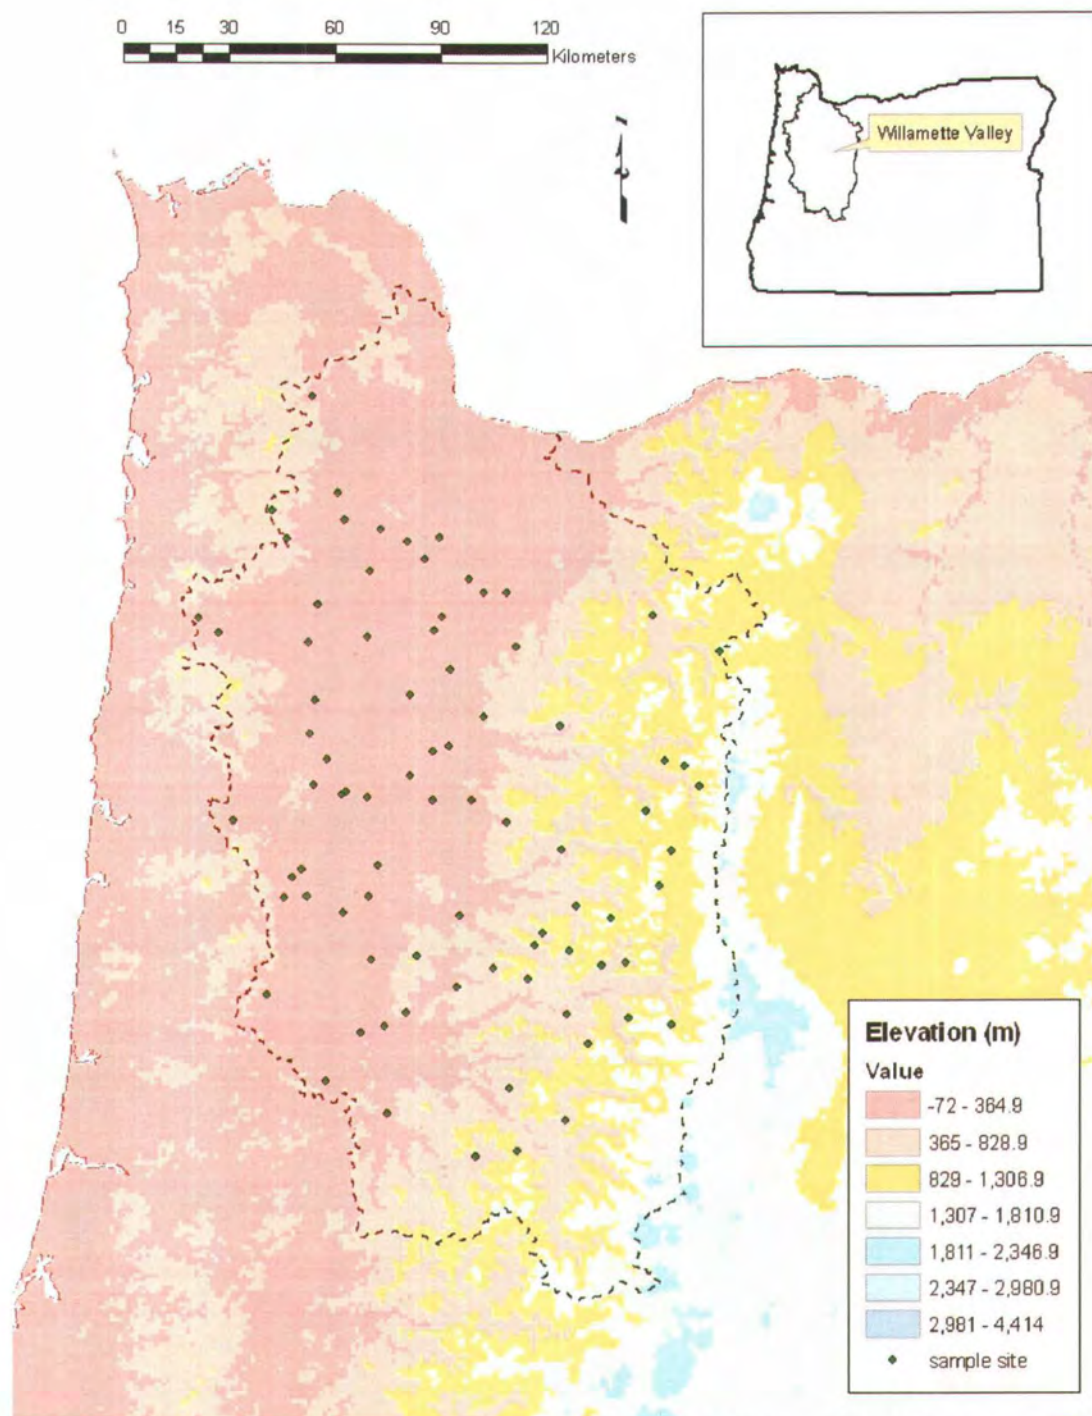 0 15 30 60 90 120
Kilometers
Willamette Valley
Elevation (m)
Value
-72 - 364.9
365 - 828.9
829 - 1,306.9
1,307 - 1,810.9
1,811 - 2,346.9
2,347 - 2,980.9
2,981 - 4,414
sample site